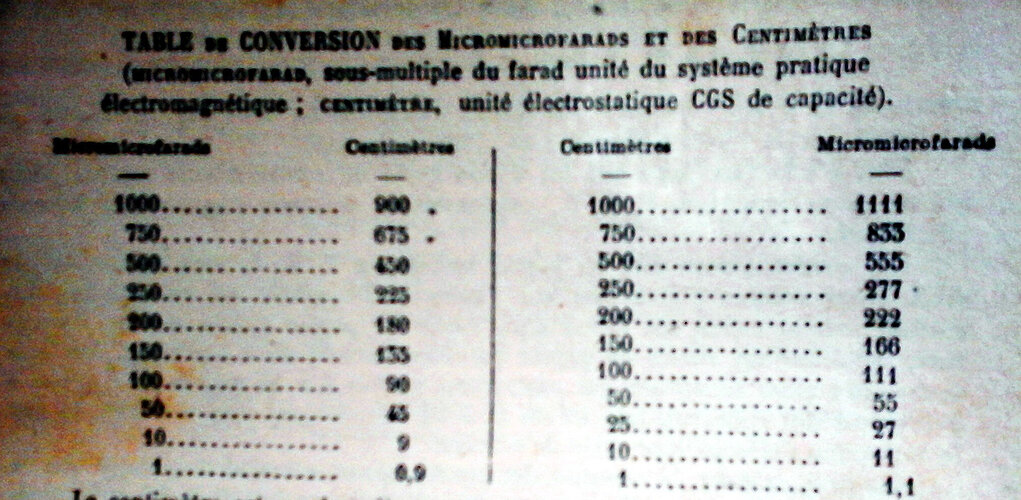 TABLE DE CONVERSION DES MICROMICROFARADS ET DES CENTIMÈTRES
(MICROMICROFARAD, sous-multiple du farad unité du système pratique
électromagnétique ; CENTIMÈTRE, unité électrostatique CGS de capacité).
Micromicrofarads Centimètres Centimètres Micromicrofarads
1000 900 1000 1111
750 675 750 833
500 450 500 555
250 225 250 277
200 180 200 222
150 135 150 166
100 90 100 111
50 45 50 55
25 27
10 9 10 11
1 0,9 1 1,1
Le centimètre